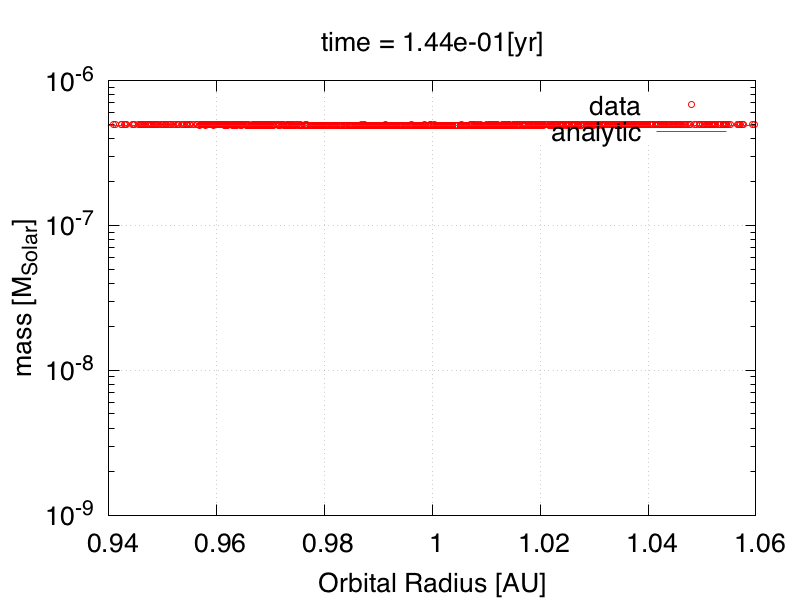 time = 1.44e-01[yr]
10^-6
data
analytic
10^-7
mass [M_Solar]
10^-8
10^-9
0.94 0.96 0.98 1 1.02 1.04 1.06
Orbital Radius [AU]